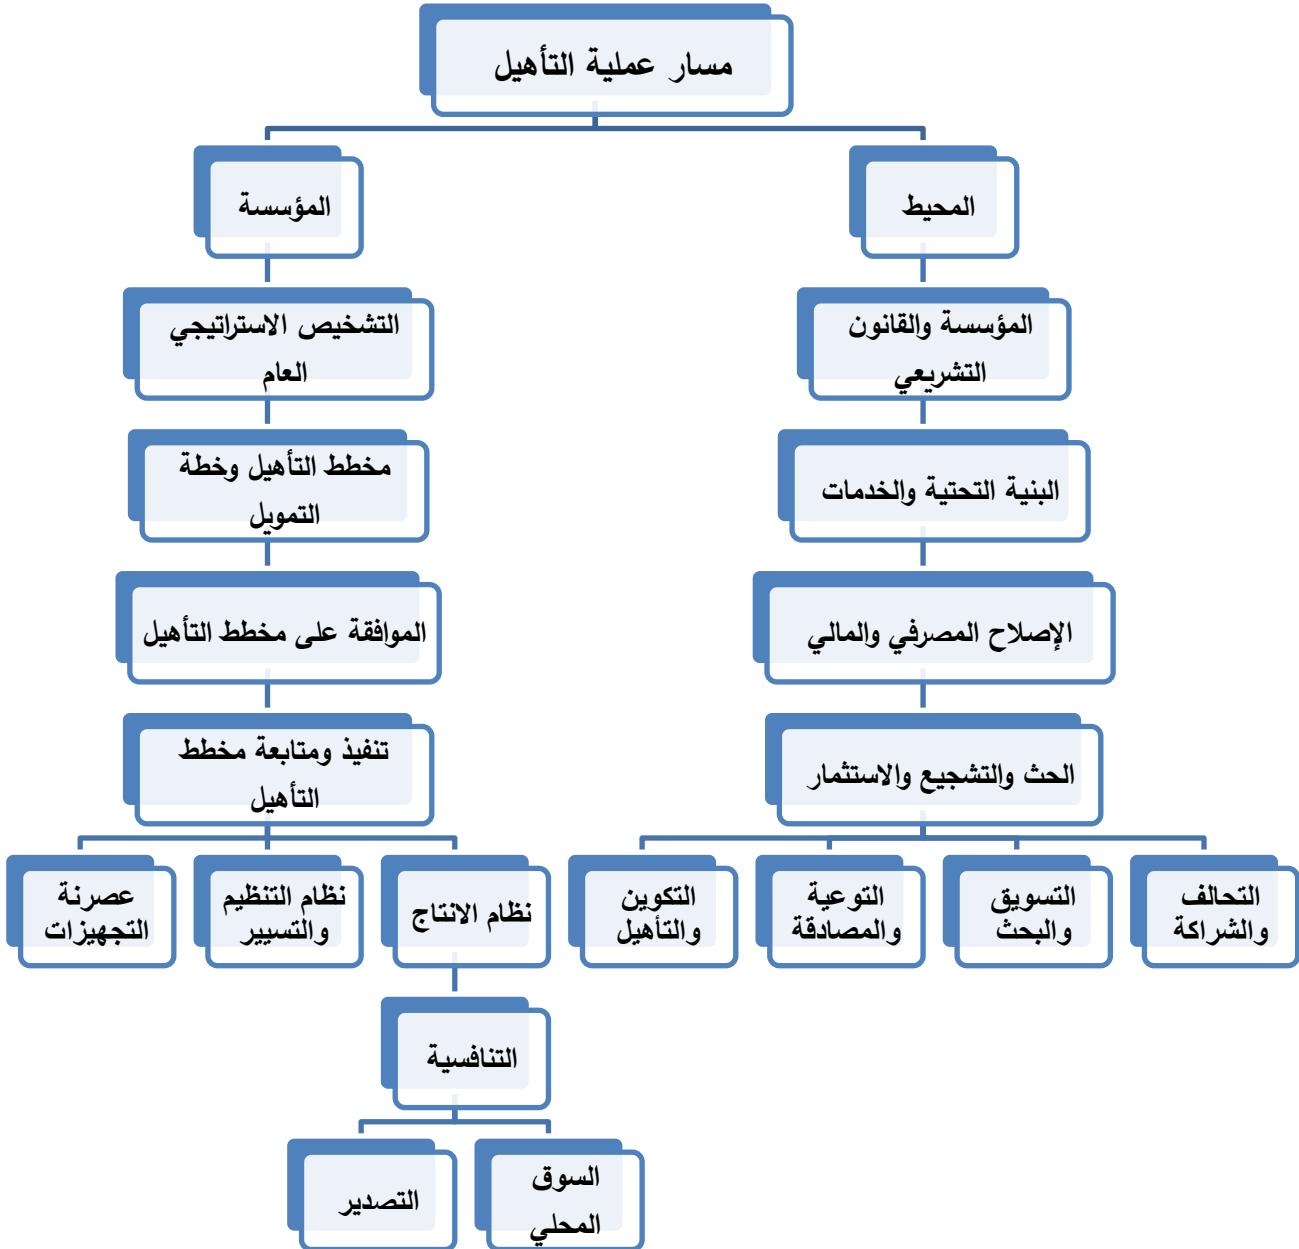 مسار عملية التأهيل
المحيط
المؤسسة
المؤسسة والقانون
التشريعي
التشخيص الاستراتيجي
العام
البنية التحتية والخدمات
مخطط التأهيل وخطة
التمويل
الإصلاح المصرفي والمالي
الموافقة على مخطط التأهيل
الحث والتشجيع والاستثمار
تنفيذ ومتابعة مخطط
التأهيل
التحالف
والشراكة
التسويق
والبحث
التوعية
والمصادقة
التكوين
والتأهيل
نظام الانتاج
نظام التنظيم
والتسيير
عصرنة
التجهيزات
التنافسية
السوق
المحلي
التصدير